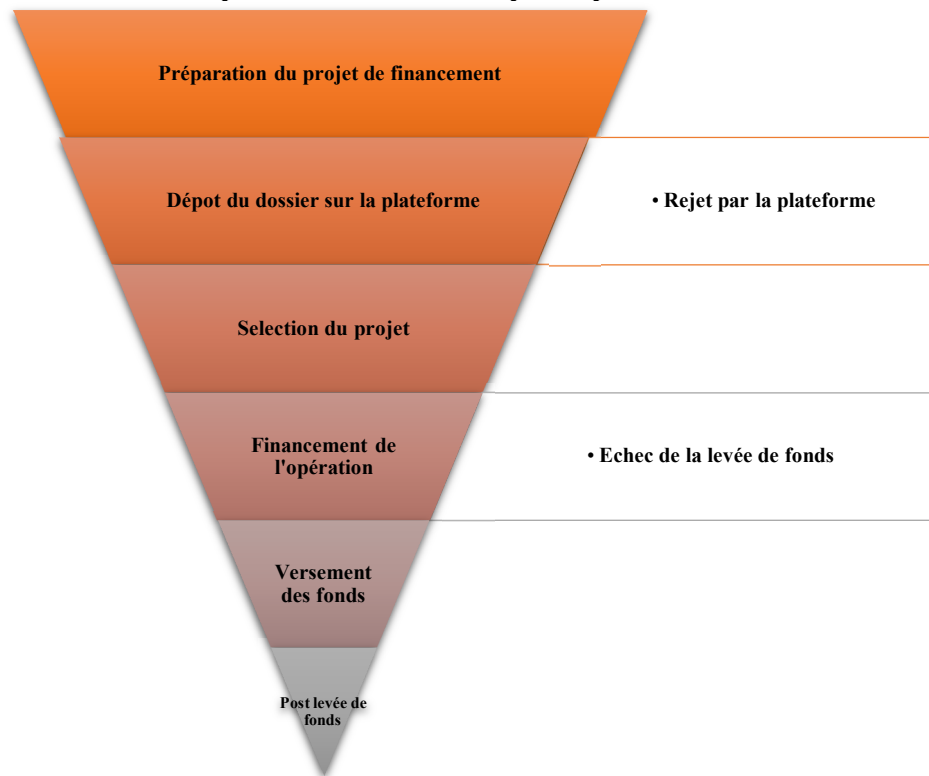 Préparation du projet de financement
Dépot du dossier sur la plateforme
• Rejet par la plateforme
Selection du projet
Financement de
l'opération
• Echec de la levée de fonds
Versement
des fonds
Post levée de
fonds